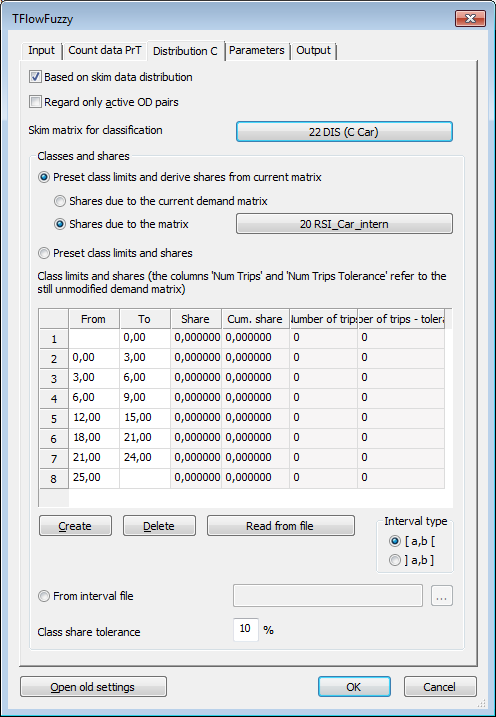 TFlowFuzzy
Input Count data PrT Distribution C Parameters Output
Based on skim data distribution
Regard only active OD pairs
Skim matrix for classification 22 DIS (C Car)
Classes and shares
Preset class limits and derive shares from current matrix
Shares due to the current demand matrix
Shares due to the matrix 20 RSI_Car_intern
Preset class limits and shares
Class limits and shares (the columns 'Num Trips' and 'Num Trips Tolerance' refer to the
still unmodified demand matrix)
From To Share Cum. share Number of trips ber of trips - tolera
1 0,00 0,000000 0,000000 0 0
2 0,00 3,00 0,000000 0,000000 0 0
3 3,00 6,00 0,000000 0,000000 0 0
4 6,00 9,00 0,000000 0,000000 0 0
5 12,00 15,00 0,000000 0,000000 0 0
6 18,00 21,00 0,000000 0,000000 0 0
7 21,00 24,00 0,000000 0,000000 0 0
8 25,00 0,000000 0,000000 0 0
Create Delete Read from file
Interval type
[ a,b [
] a,b ]
From interval file ...
Class share tolerance 10 %
Open old settings OK Cancel